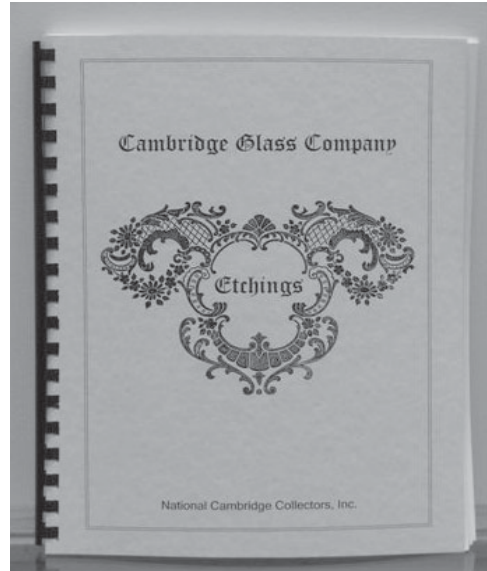 Cambridge Glass Company
Etchings
National Cambridge Collectors, Inc.